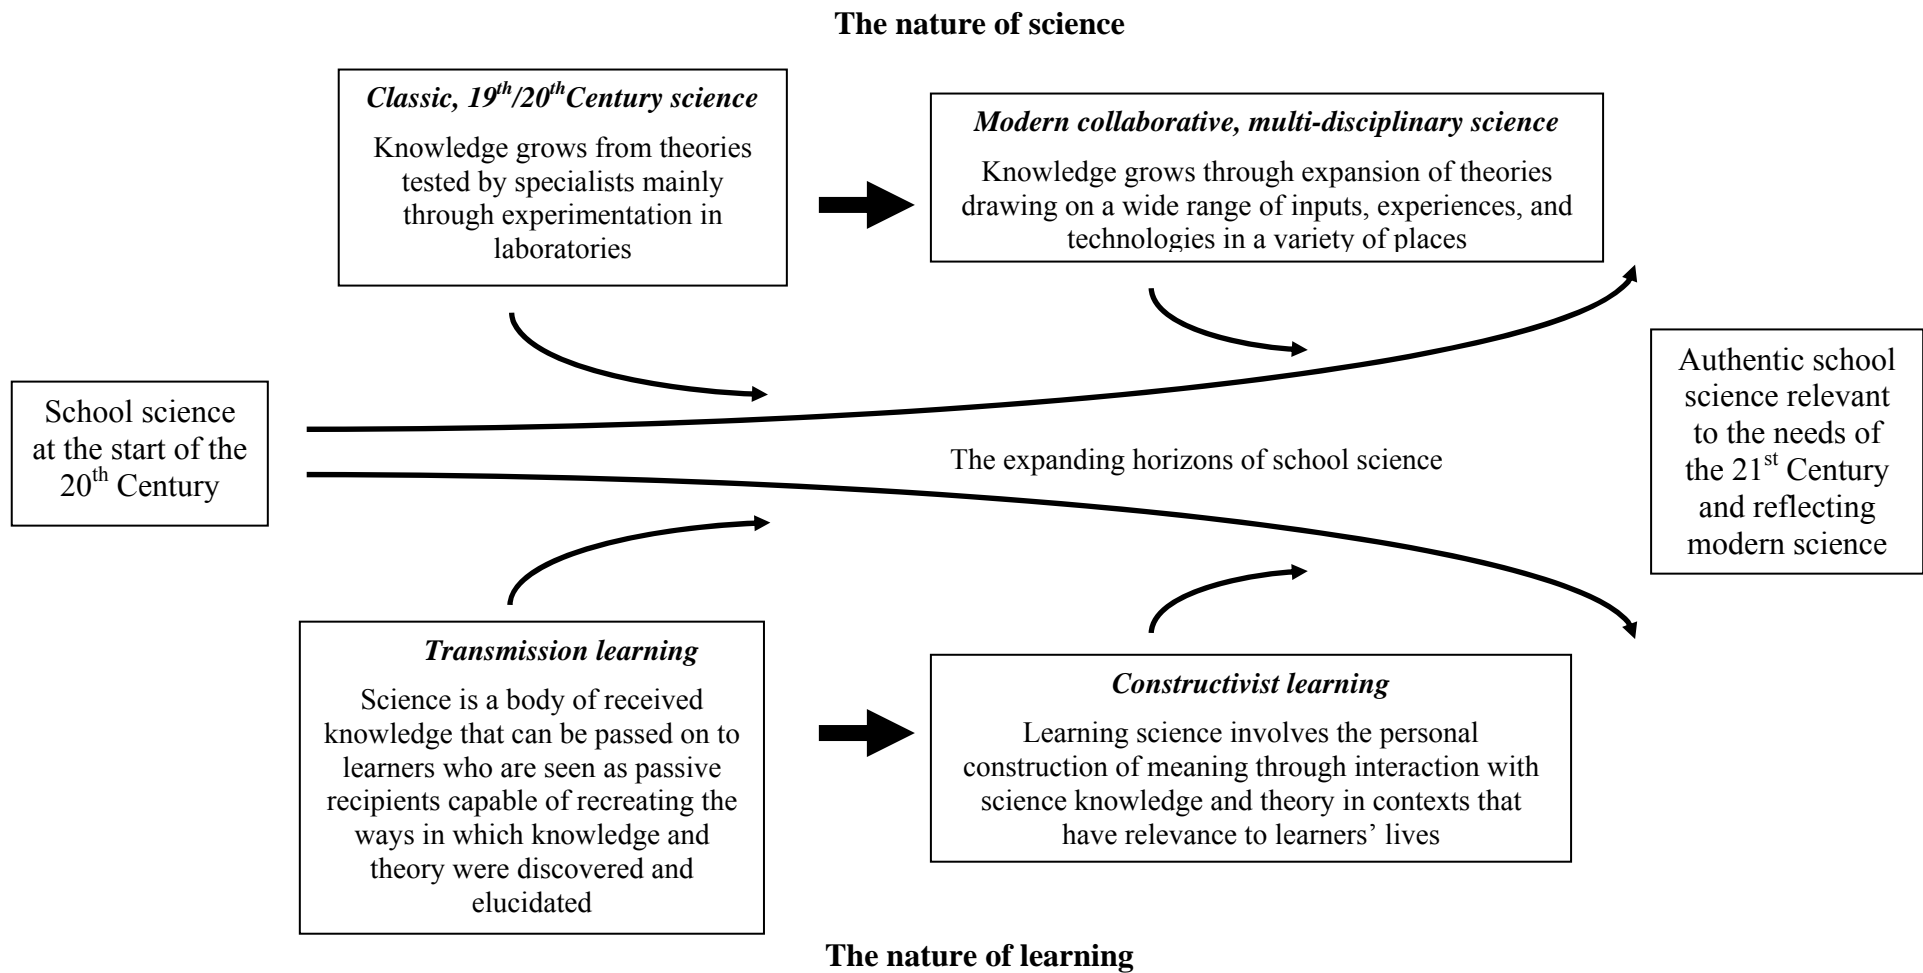 The nature of science
Classic, 19th/20thCentury science
Knowledge grows from theories
tested by specialists mainly
through experimentation in
laboratories
Modern collaborative, multi-disciplinary science
Knowledge grows through expansion of theories
drawing on a wide range of inputs, experiences, and
technologies in a variety of places
School science
at the start of the
20th Century
The expanding horizons of school science
Authentic school
science relevant
to the needs of
the 21st Century
and reflecting
modern science
Transmission learning
Science is a body of received
knowledge that can be passed on to
learners who are seen as passive
recipients capable of recreating the
ways in which knowledge and
theory were discovered and
elucidated
Constructivist learning
Learning science involves the personal
construction of meaning through interaction with
science knowledge and theory in contexts that
have relevance to learners’ lives
The nature of learning